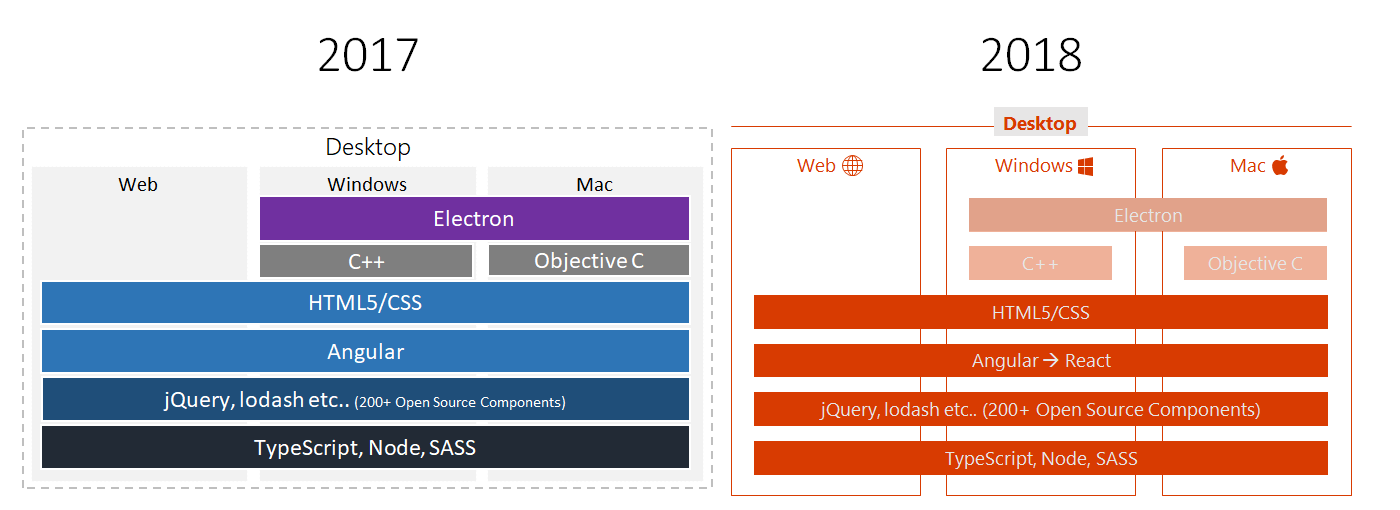 2017
Desktop
Web
Windows
Mac
Electron
C++
Objective C
HTML5/CSS
Angular
jQuery, lodash etc.. (200+ Open Source Components)
TypeScript, Node, SASS
2018
Desktop
Web
Windows
Mac
Electron
C++
Objective C
HTML5/CSS
Angular → React
jQuery, lodash etc.. (200+ Open Source Components)
TypeScript, Node, SASS